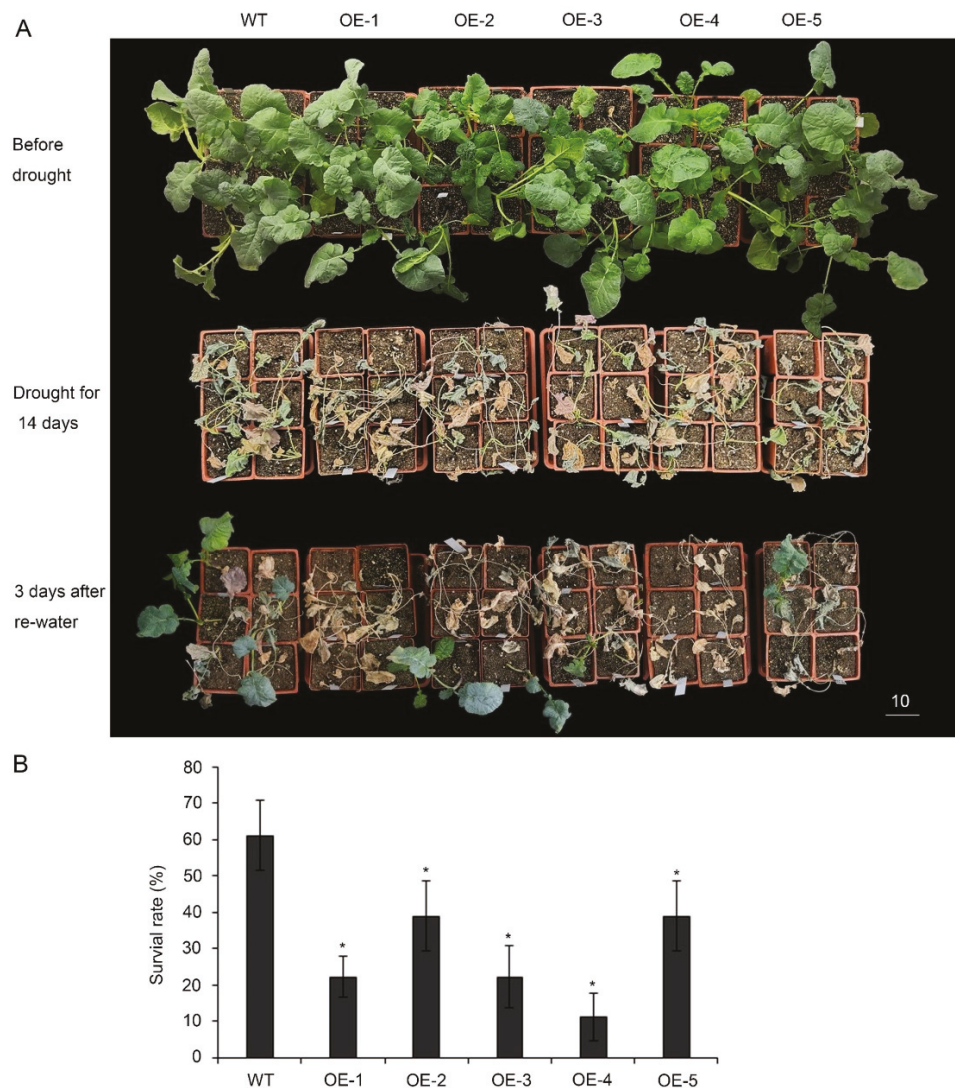 A
WT OE-1 OE-2 OE-3 OE-4 OE-5
Before
drought
Drought for
14 days
3 days after
re-water
10
B
Survial rate (%)
80
70
60
50
40
30
20
10
0
*
*
*
*
*
WT OE-1 OE-2 OE-3 OE-4 OE-5